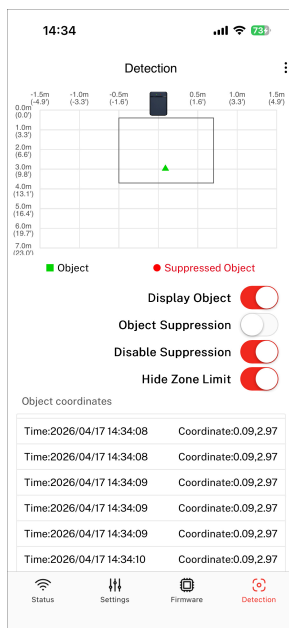 14:34
73
Detection
-1.5m -1.0m -0.5m 0.5m 1.0m 1.5m
(-4.9') (-3.3') (-1.6') (1.6') (3.3') (4.9')
0.0m
(0.0')
1.0m
(3.3')
2.0m
(6.6')
3.0m
(9.8')
4.0m
(13.1')
5.0m
(16.4')
6.0m
(19.7')
7.0m
(23.0')
Object Suppressed Object
Display Object
Object Suppression
Disable Suppression
Hide Zone Limit
Object coordinates
Time:2026/04/17 14:34:08 Coordinate:0.09,2.97
Time:2026/04/17 14:34:08 Coordinate:0.09,2.97
Time:2026/04/17 14:34:09 Coordinate:0.09,2.97
Time:2026/04/17 14:34:09 Coordinate:0.09,2.97
Time:2026/04/17 14:34:09 Coordinate:0.09,2.97
Time:2026/04/17 14:34:10 Coordinate:0.09,2.97
Status Settings Firmware Detection